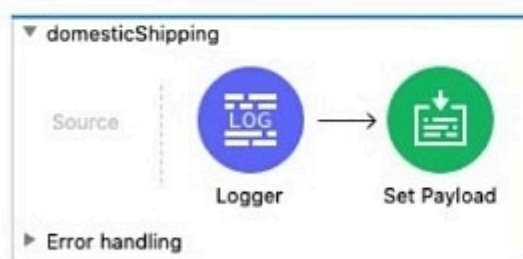 domesticShipping
Source
LOG
Logger
Set Payload
Error handling